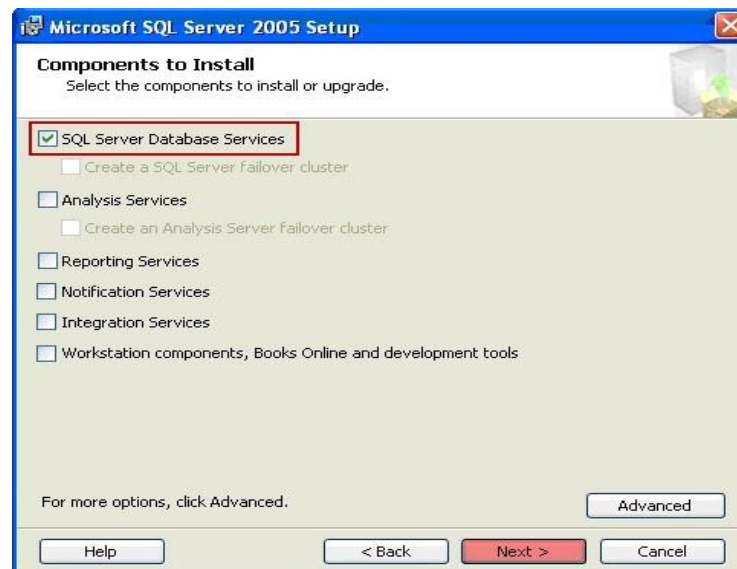 Microsoft SQL Server 2005 Setup
Components to Install
Select the components to install or upgrade.
SQL Server Database Services
Create a SQL Server failover cluster
Analysis Services
Create an Analysis Server failover cluster
Reporting Services
Notification Services
Integration Services
Workstation components, Books Online and development tools
For more options, click Advanced.
Advanced
Help
< Back
Next >
Cancel